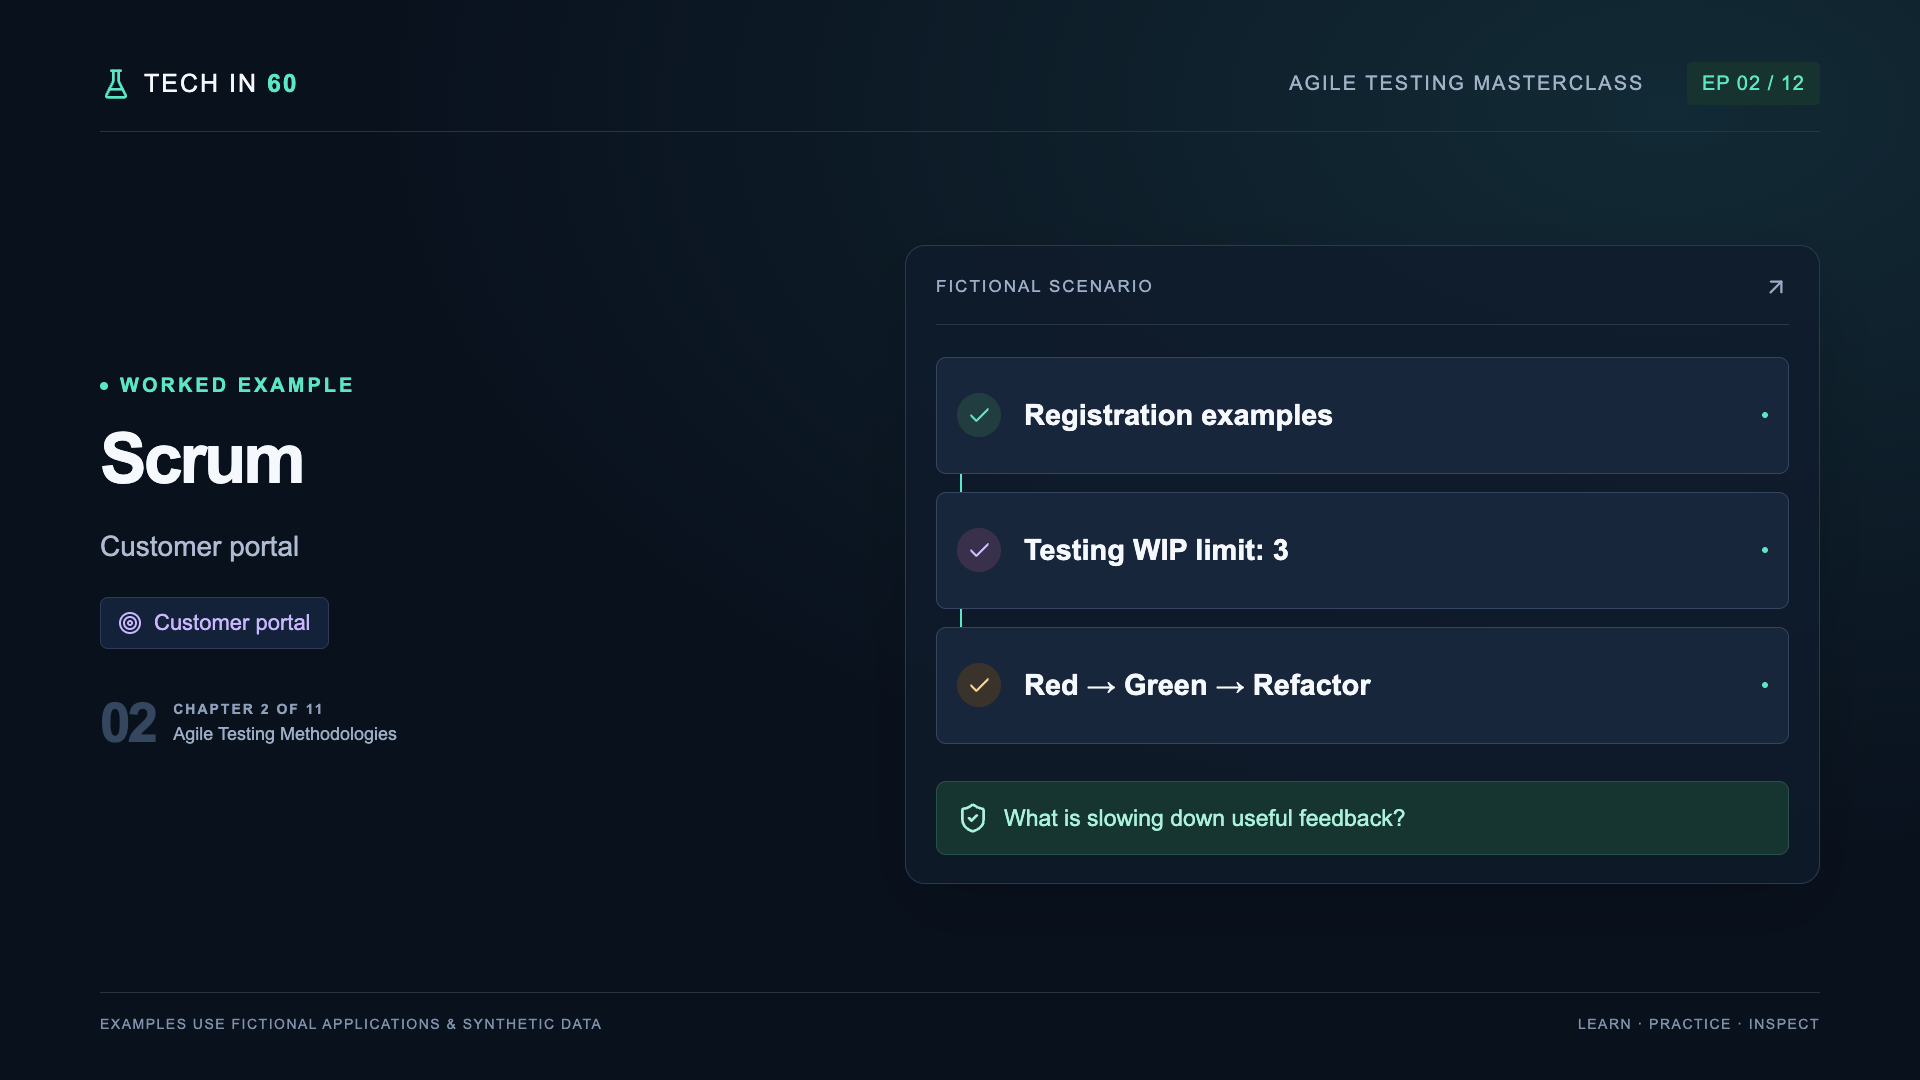 TECH IN 60
AGILE TESTING MASTERCLASS
EP 02 / 12
WORKED EXAMPLE
Scrum
Customer portal
Customer portal
02
CHAPTER 2 OF 11
Agile Testing Methodologies
FICTIONAL SCENARIO
Registration examples
Testing WIP limit: 3
Red → Green → Refactor
What is slowing down useful feedback?
EXAMPLES USE FICTIONAL APPLICATIONS & SYNTHETIC DATA
LEARN · PRACTICE · INSPECT